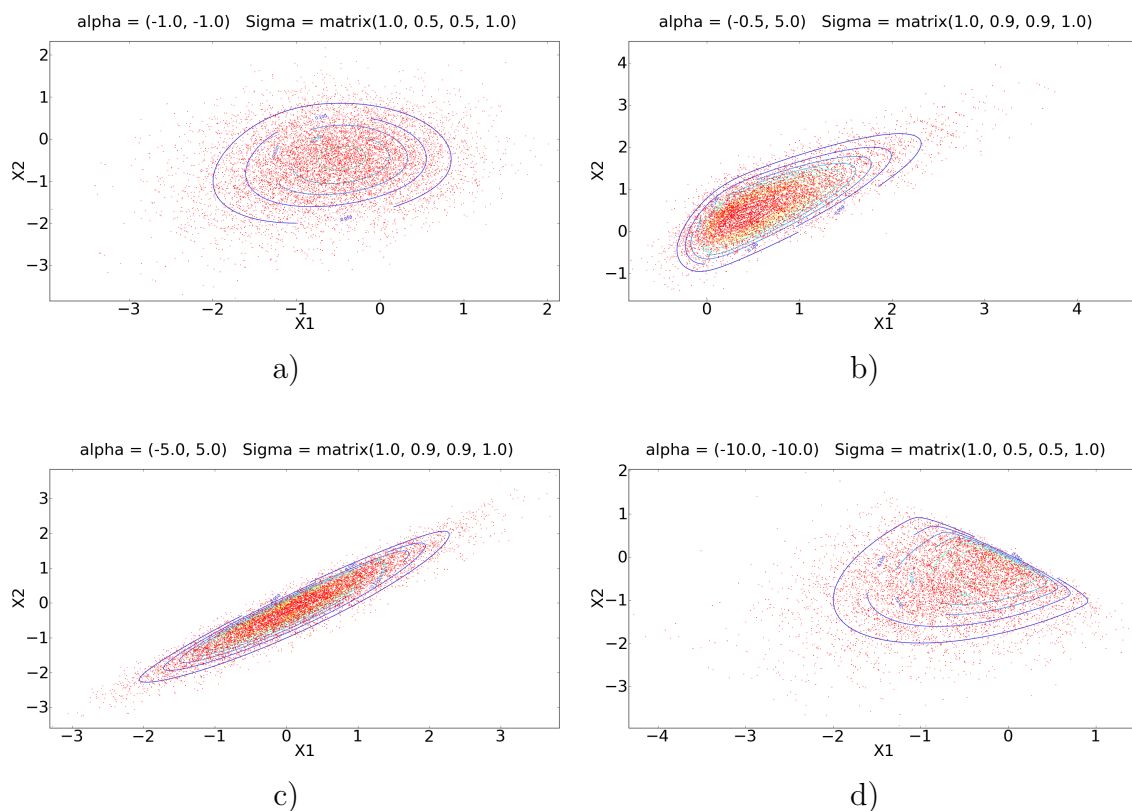 alpha = (-1.0, -1.0)   Sigma = matrix(1.0, 0.5, 0.5, 1.0)
2
1
0
−1
−2
−3
X2
−3 −2 −1 0 1 2
X1
a)
alpha = (-0.5, 5.0)   Sigma = matrix(1.0, 0.9, 0.9, 1.0)
4
3
2
1
0
−1
X2
0 1 2 3 4
X1
b)
alpha = (-5.0, 5.0)   Sigma = matrix(1.0, 0.9, 0.9, 1.0)
3
2
1
0
−1
−2
−3
X2
−3 −2 −1 0 1 2 3
X1
c)
alpha = (-10.0, -10.0)   Sigma = matrix(1.0, 0.5, 0.5, 1.0)
2
1
0
−1
−2
−3
X2
−4 −3 −2 −1 0 1
X1
d)